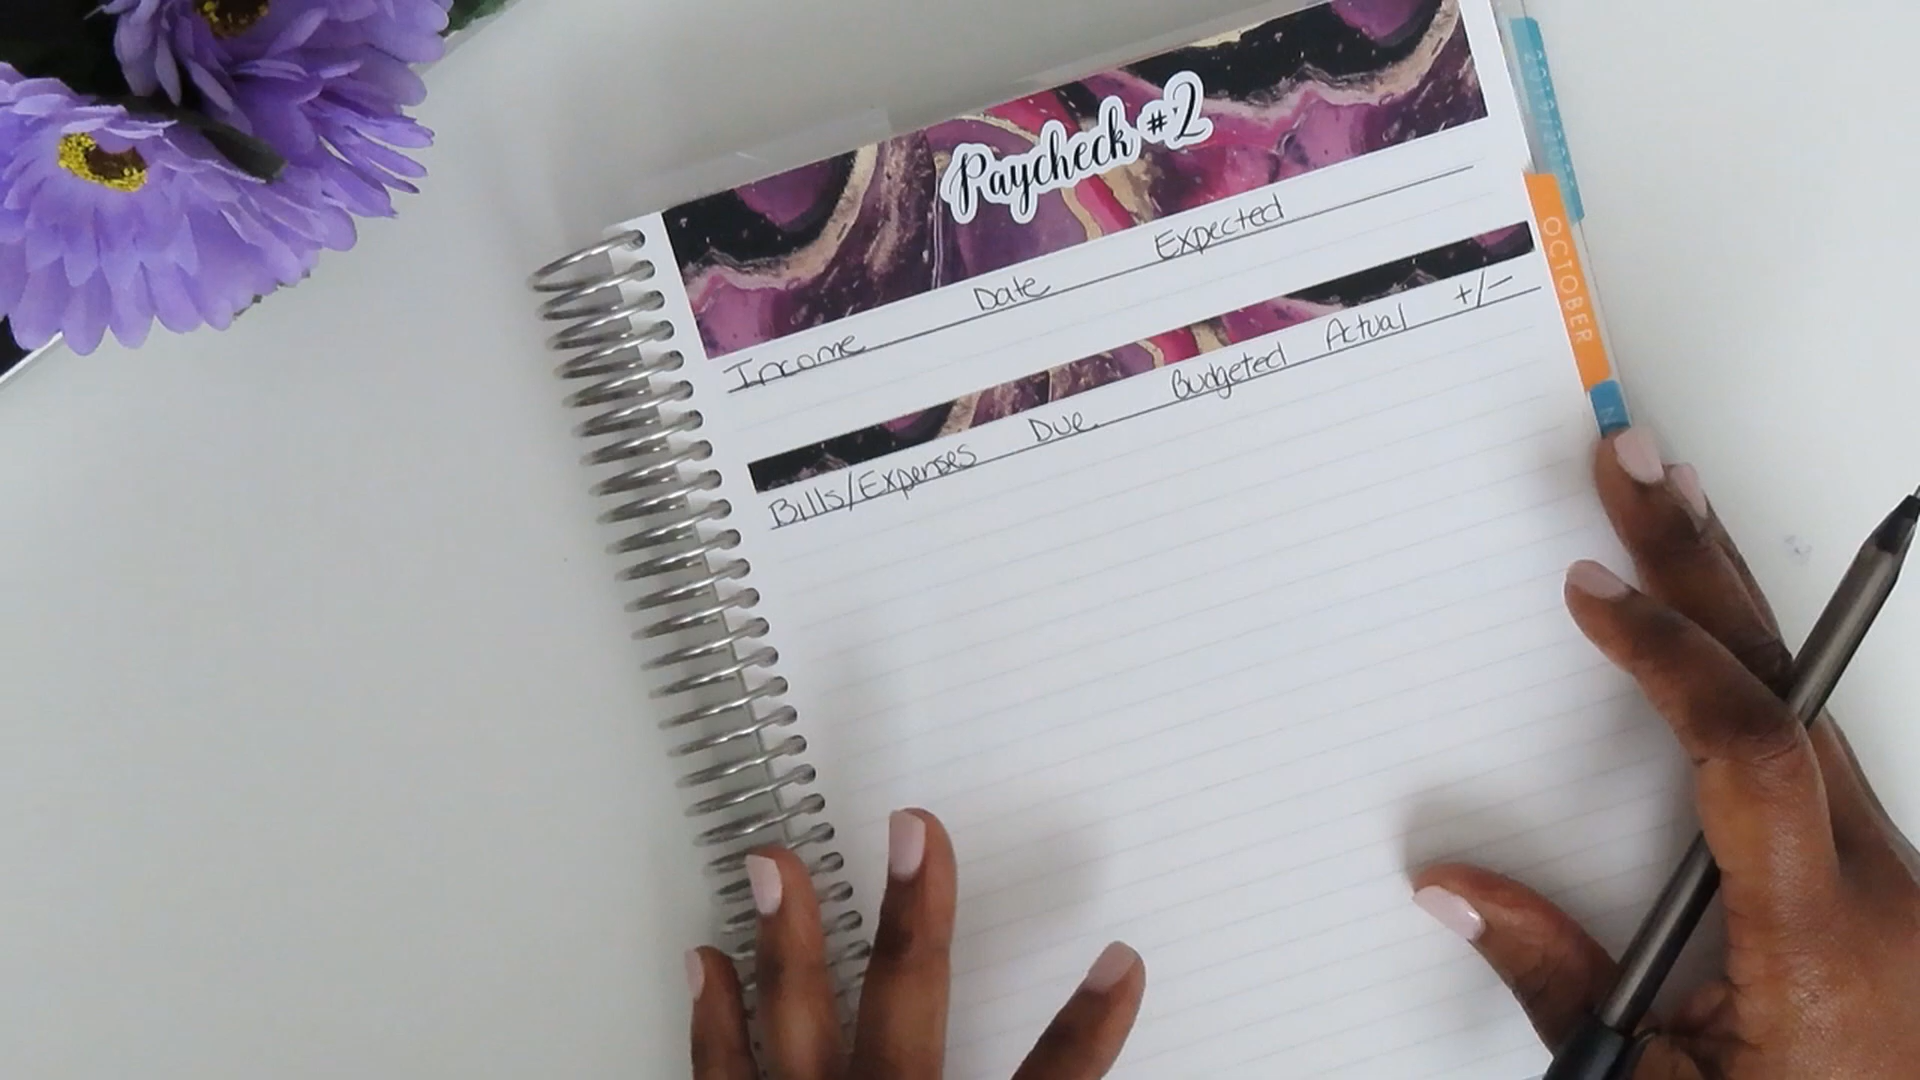 Paycheck #2
Income Date Expected
Bills/Expenses Due Budgeted Actual +/-
OCTOBER
N